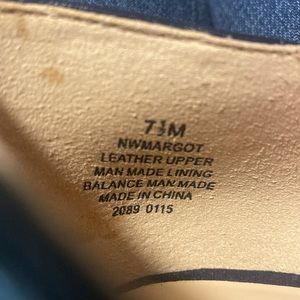 7½M
NWMARGOT
LEATHER UPPER
MAN MADE LINING
BALANCE MAN MADE
MADE IN CHINA
2089 0115